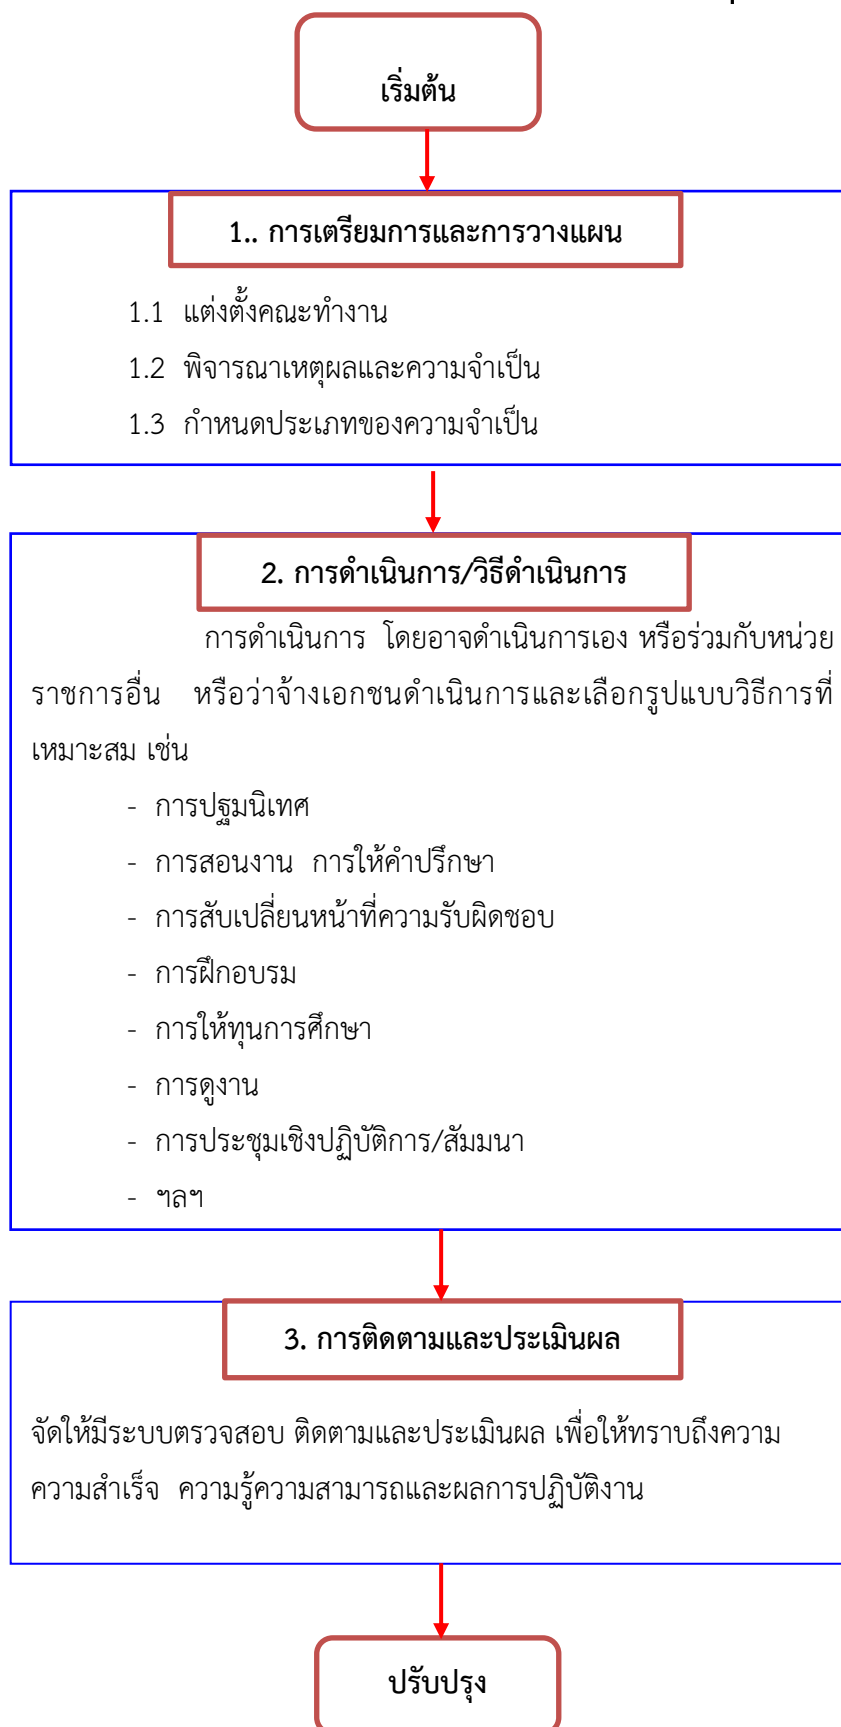 เริ่มต้น
1.. การเตรียมการและการวางแผน
1.1 แต่งตั้งคณะทำงาน
1.2 พิจารณาเหตุผลและความจำเป็น
1.3 กำหนดประเภทของความจำเป็น
2. การดำเนินการ/วิธีดำเนินการ
การดำเนินการ โดยอาจดำเนินการเอง หรือร่วมกับหน่วย
ราชการอื่น หรือว่าจ้างเอกชนดำเนินการและเลือกรูปแบบวิธีการที่
เหมาะสม เช่น
- การปฐมนิเทศ
- การสอนงาน การให้คำปรึกษา
- การสับเปลี่ยนหน้าที่ความรับผิดชอบ
- การฝึกอบรม
- การให้ทุนการศึกษา
- การดูงาน
- การประชุมเชิงปฏิบัติการ/สัมมนา
- ฯลฯ
3. การติดตามและประเมินผล
จัดให้มีระบบตรวจสอบ ติดตามและประเมินผล เพื่อให้ทราบถึงความ
ความสำเร็จ ความรู้ความสามารถและผลการปฏิบัติงาน
ปรับปรุง